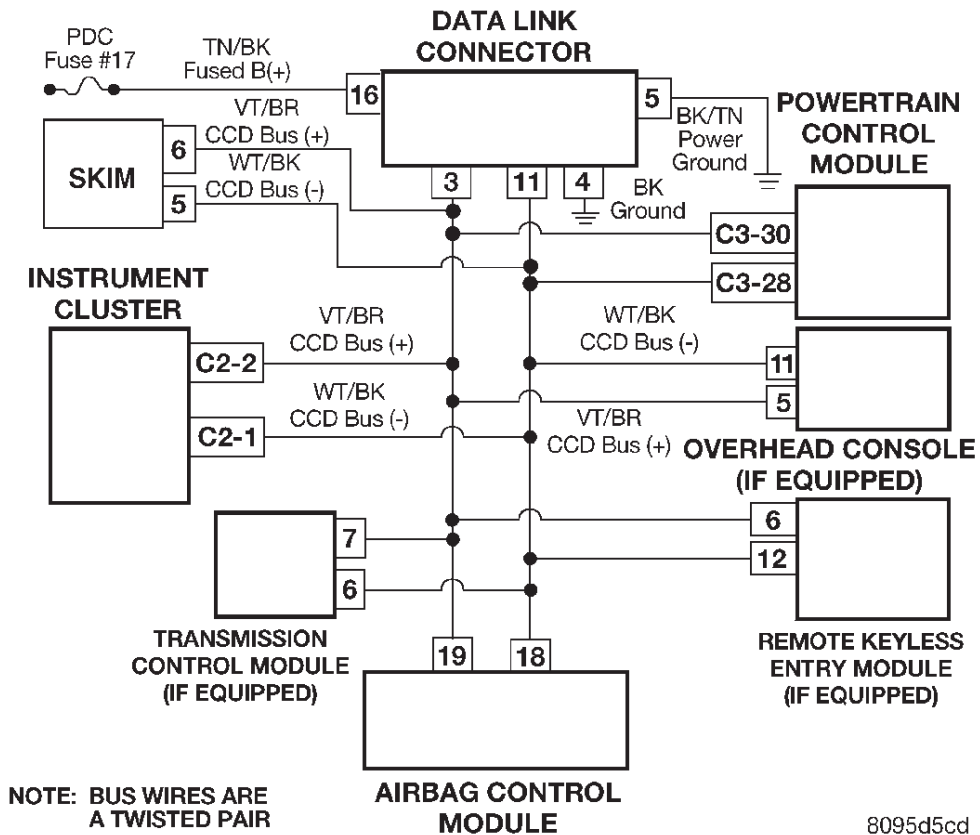 DATA LINK
CONNECTOR
PDC
Fuse #17
TN/BK
Fused B(+)
16
5
BK/TN
Power
Ground
POWERTRAIN
CONTROL
MODULE
VT/BR
CCD Bus (+)
6
WT/BK
CCD Bus (-)
5
SKIM
3
11
4
BK
Ground
C3-30
C3-28
INSTRUMENT
CLUSTER
VT/BR
CCD Bus (+)
C2-2
WT/BK
CCD Bus (-)
C2-1
WT/BK
CCD Bus (-)
11
5
VT/BR
CCD Bus (+)
OVERHEAD CONSOLE
(IF EQUIPPED)
7
6
TRANSMISSION
CONTROL MODULE
(IF EQUIPPED)
6
12
REMOTE KEYLESS
ENTRY MODULE
(IF EQUIPPED)
19
18
AIRBAG CONTROL
MODULE
NOTE: BUS WIRES ARE
A TWISTED PAIR
8095d5cd